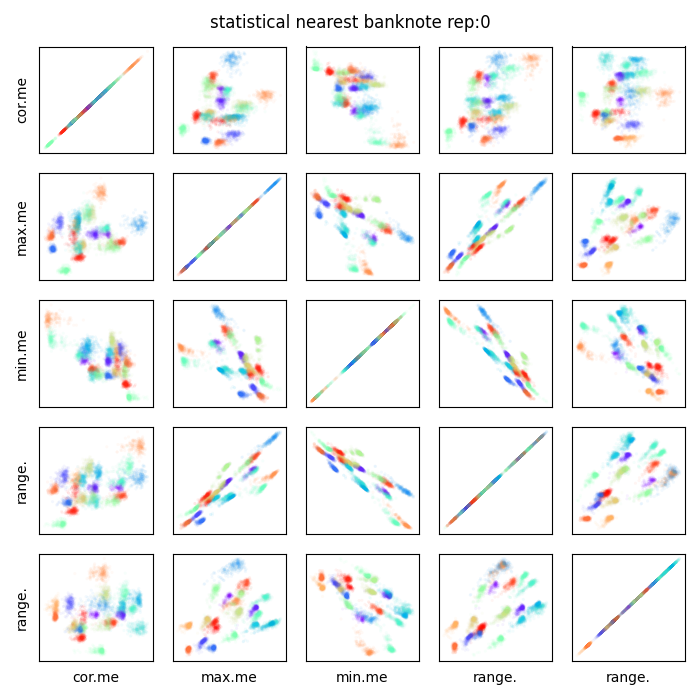 statistical nearest banknote rep:0
cor.me
max.me
min.me
range.
range.
cor.me
max.me
min.me
range.
range.